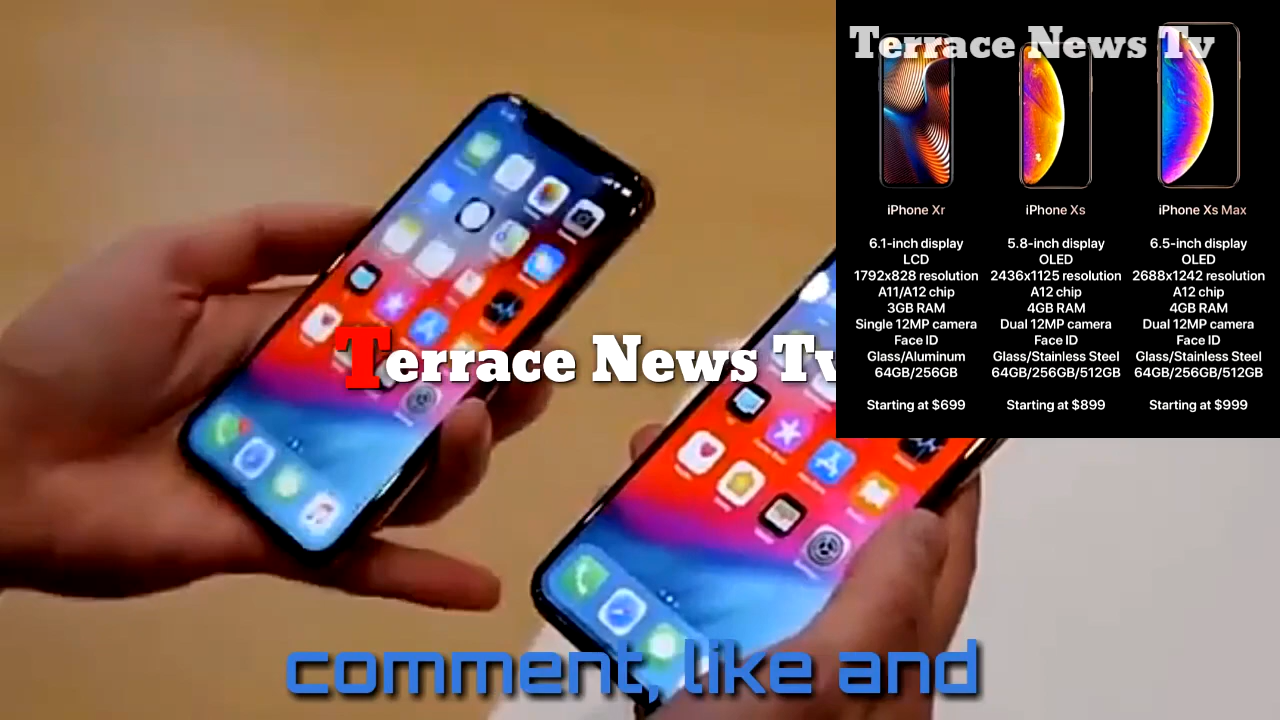 Terrace News Tv
iPhone Xr
6.1-inch display
LCD
1792x828 resolution
A11/A12 chip
3GB RAM
Single 12MP camera
Face ID
Glass/Aluminum
64GB/256GB
Starting at $699
iPhone Xs
5.8-inch display
OLED
2436x1125 resolution
A12 chip
4GB RAM
Dual 12MP camera
Face ID
Glass/Stainless Steel
64GB/256GB/512GB
Starting at $899
iPhone Xs Max
6.5-inch display
OLED
2688x1242 resolution
A12 chip
4GB RAM
Dual 12MP camera
Face ID
Glass/Stainless Steel
64GB/256GB/512GB
Starting at $999
Terrace News Tv
comment, like and